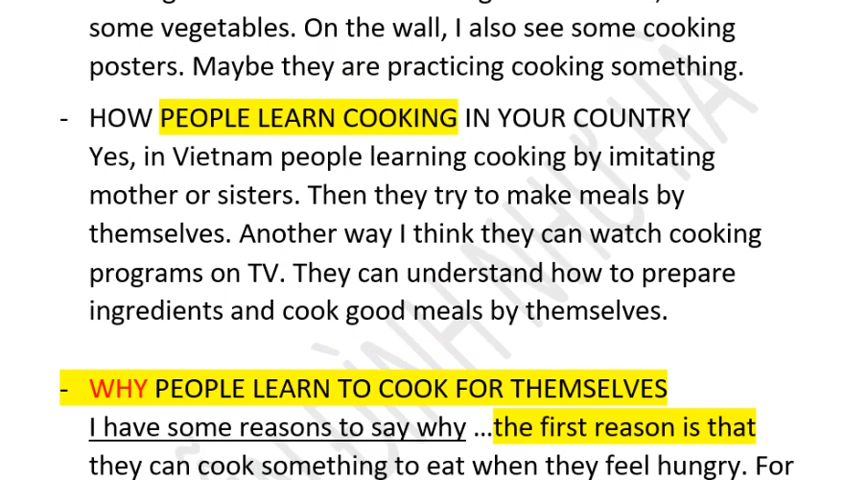 some vegetables. On the wall, I also see some cooking
posters. Maybe they are practicing cooking something.
- HOW PEOPLE LEARN COOKING IN YOUR COUNTRY
Yes, in Vietnam people learning cooking by imitating
mother or sisters. Then they try to make meals by
themselves. Another way I think they can watch cooking
programs on TV. They can understand how to prepare
ingredients and cook good meals by themselves.
- WHY PEOPLE LEARN TO COOK FOR THEMSELVES
I have some reasons to say why ...the first reason is that
they can cook something to eat when they feel hungry. For